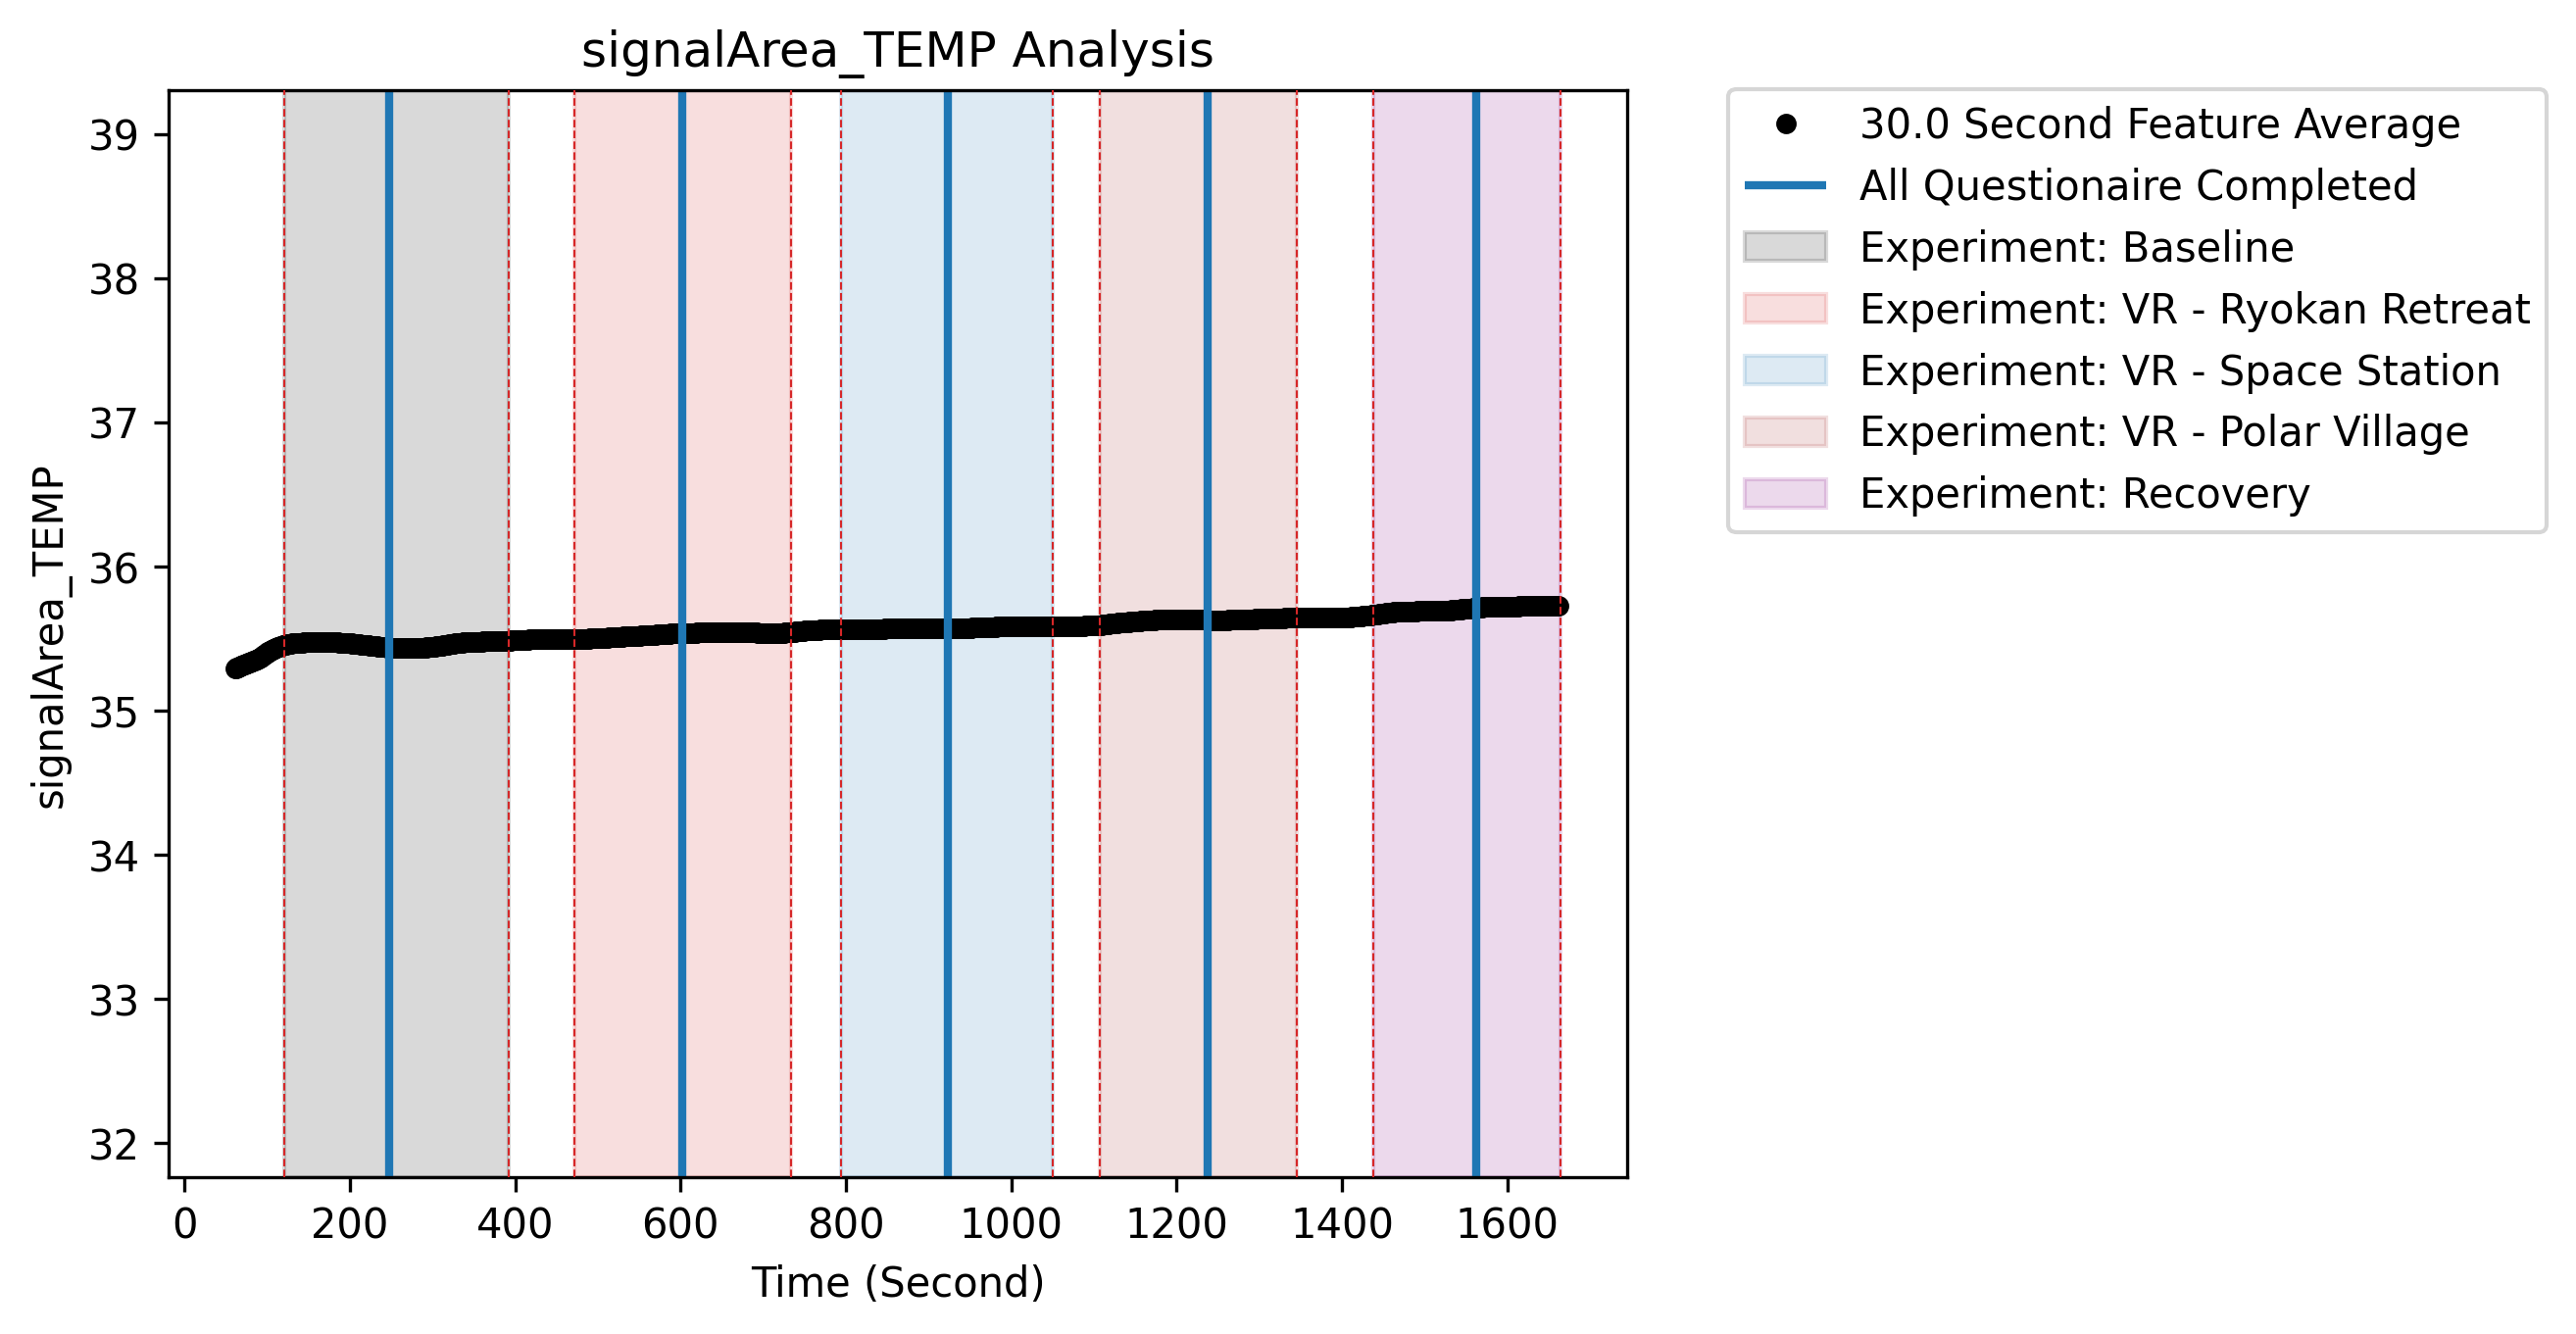 signalArea_TEMP Analysis
signalArea_TEMP
39
38
37
36
35
34
33
32
0 200 400 600 800 1000 1200 1400 1600
Time (Second)
30.0 Second Feature Average
All Questionaire Completed
Experiment: Baseline
Experiment: VR - Ryokan Retreat
Experiment: VR - Space Station
Experiment: VR - Polar Village
Experiment: Recovery